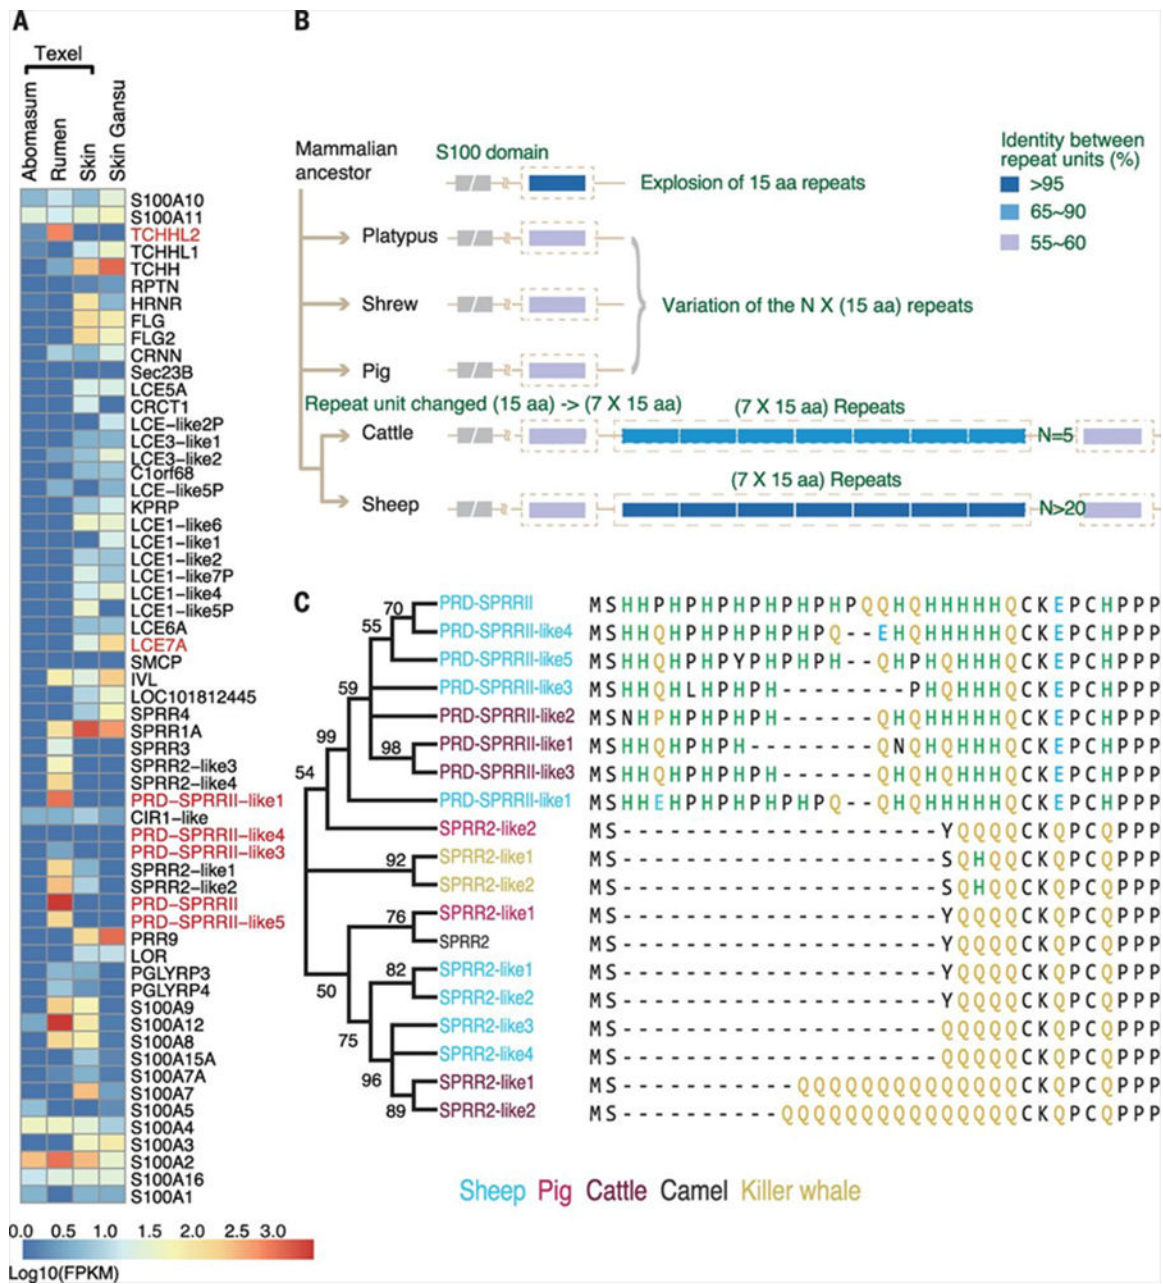 A
Texel
Abomasum
Rumen
Skin
Skin Gansu
S100A10
S100A11
TCHHL2
TCHHL1
TCHH
RPTN
HRNR
FLG
FLG2
CRNN
Sec23B
LCE5A
CRCT1
LCE–like2P
LCE3–like1
LCE3–like2
C1orf68
LCE–like5P
KPRP
LCE1–like6
LCE1–like1
LCE1–like2
LCE1–like7P
LCE1–like4
LCE1–like5P
LCE6A
LCE7A
SMCP
IVL
LOC101812445
SPRR4
SPRR1A
SPRR3
SPRR2–like3
SPRR2–like4
PRD–SPRRII–like1
CIR1–like
PRD–SPRRII–like4
PRD–SPRRII–like3
SPRR2–like1
SPRR2–like2
PRD–SPRRII
PRD–SPRRII–like5
PRR9
LOR
PGLYRP3
PGLYRP4
S100A9
S100A12
S100A8
S100A15A
S100A7A
S100A7
S100A5
S100A4
S100A3
S100A2
S100A16
S100A1
0.0 0.5 1.0 1.5 2.0 2.5 3.0
Log10(FPKM)
B
Mammalian
ancestor
S100 domain
Explosion of 15 aa repeats
Identity between
repeat units (%)
>95
65~90
55~60
Platypus
Shrew
Pig
Variation of the N X (15 aa) repeats
Repeat unit changed (15 aa) -> (7 X 15 aa)
(7 X 15 aa) Repeats
Cattle
N=5
(7 X 15 aa) Repeats
Sheep
N>20
C
70
55
59
99
98
54
92
76
82
50
75
96
89
PRD-SPRRII MSHHPHPHPHPHPHPHPQQHQHHHHHQCKEPCHPPP
PRD-SPRRII-like4 MSHHQHPHPHPHPHPQ--EHQHHHHHQCKEPCHPPP
PRD-SPRRII-like5 MSHHQHPHPYPHPHPH--QHPHQHHHQCKEPCHPPP
PRD-SPRRII-like3 MSHHQHLHPHPH--------PHQHHHQCKEPCHPPP
PRD-SPRRII-like2 MSNHPHPHPHPH------QHQHHHHHQCKEPCHPPP
PRD-SPRRII-like1 MSHHQHPHPH--------QNQHQHHHQCKEPCHPPP
PRD-SPRRII-like3 MSHHQHPHPHPH------QHQHQHHHQCKEPCHPPP
PRD-SPRRII-like1 MSHHEHPHPHPHPHPQ--QHQHHHHHQCKEPCHPPP
SPRR2-like2 MS--------------------YQQQQCKQPCQPPP
SPRR2-like1 MS--------------------SQHQQCKQPCQPPP
SPRR2-like2 MS--------------------SQHQQCKQPCQPPP
SPRR2-like1 MS--------------------YQQQQCKQPCQPPP
SPRR2 MS--------------------YQQQQCKQPCQPPP
SPRR2-like1 MS--------------------YQQQQCKQPCQPPP
SPRR2-like2 MS--------------------YQQQQCKQPCQPPP
SPRR2-like3 MS--------------------QQQQQCKQPCQPPP
SPRR2-like4 MS--------------------QQQQQCKQPCQPPP
SPRR2-like1 MS-----------QQQQQQQQQQQQQQCKQPCQPPP
SPRR2-like2 MS----------QQQQQQQQQQQQQQQCKQPCQPPP
Sheep Pig Cattle Camel Killer whale